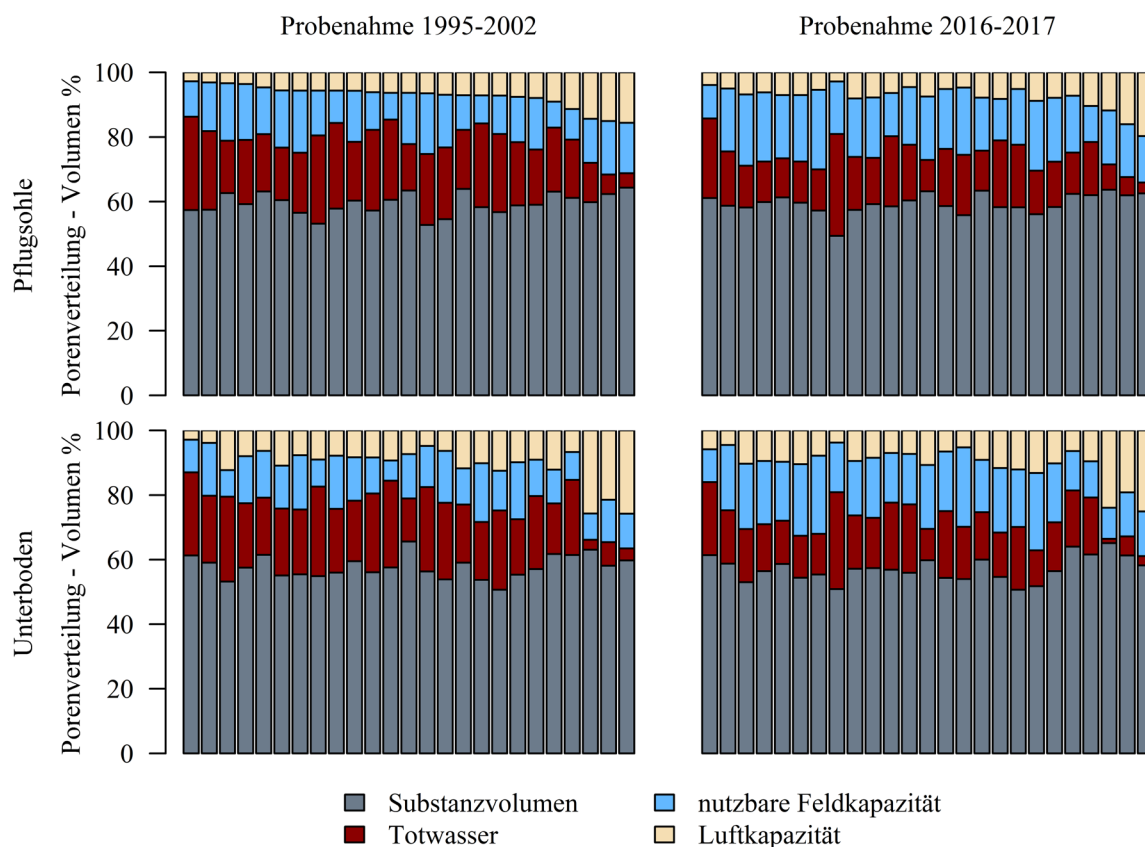 Probenahme 1995-2002
Probenahme 2016-2017
Pflugsohle
Porenverteilung - Volumen %
100
80
60
40
20
0
Unterboden
Porenverteilung - Volumen %
100
80
60
40
20
0
Substanzvolumen
nutzbare Feldkapazität
Totwasser
Luftkapazität